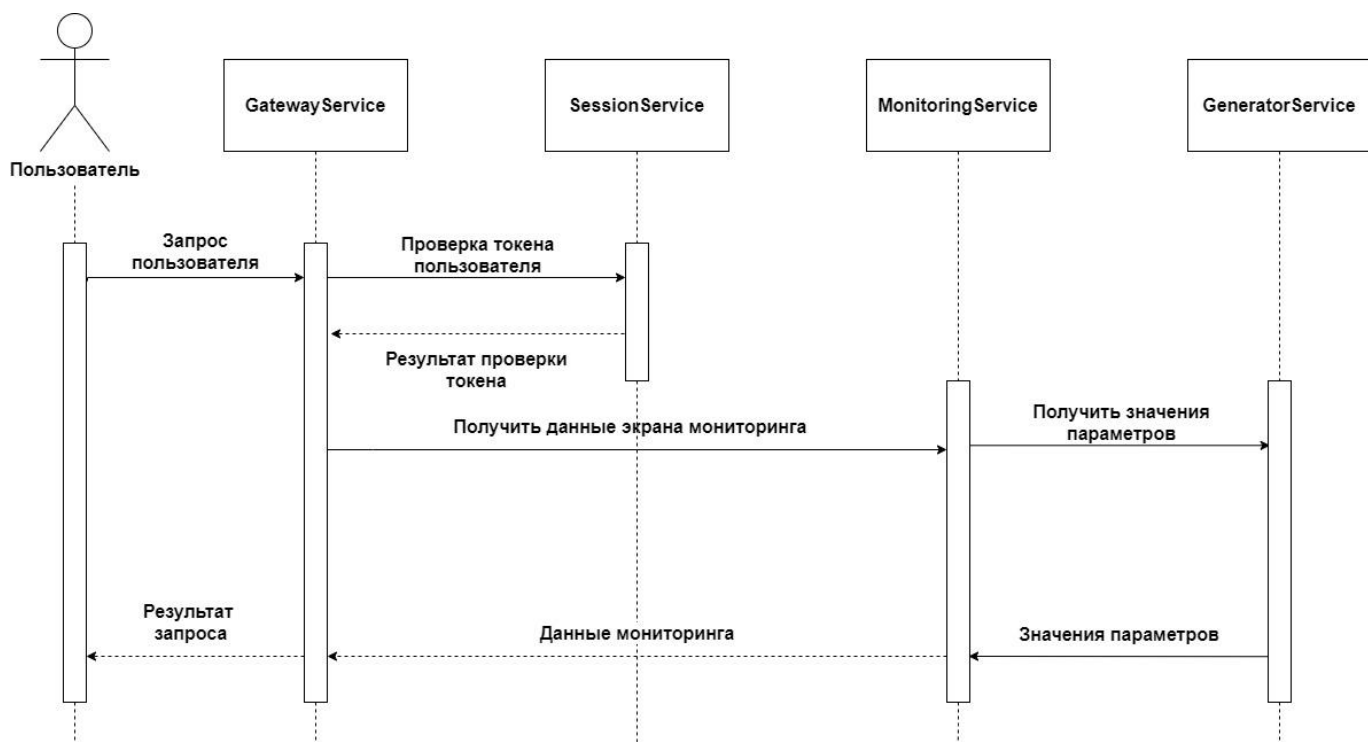 Пользователь
GatewayService
SessionService
MonitoringService
GeneratorService
Запрос
пользователя
Проверка токена
пользователя
Результат проверки
токена
Получить данные экрана мониторинга
Получить значения
параметров
Результат
запроса
Данные мониторинга
Значения параметров